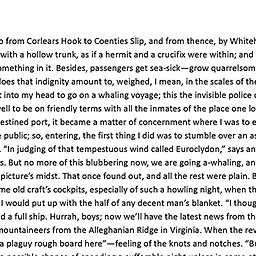 o from Corlears Hook to Coenties Slip, and from thence, by Whiteh
with a hollow trunk, as if a hermit and a crucifix were within; and
omething in it. Besides, passengers get sea-sick—grow quarrelsom
does that indignity amount to, weighed, I mean, in the scales of the
t into my head to go on a whaling voyage; this the invisible police o
well to be on friendly terms with all the inmates of the place one lo
estined port, it became a matter of concernment where I was to e
e public; so, entering, the first thing I did was to stumble over an as
. “In judging of that tempestuous wind called Euroclydon,” says an
s. But no more of this blubbering now, we are going a-whaling, and
picture’s midst. That once found out, and all the rest were plain. B
me old craft’s cockpits, especially of such a howling night, when th
I would put up with the half of any decent man’s blanket. “I thoug
d a full ship. Hurrah, boys; now we’ll have the latest news from th
mountaineers from the Alleghanian Ridge in Virginia. When the rev
a plaguy rough board here”—feeling of the knots and notches. “B